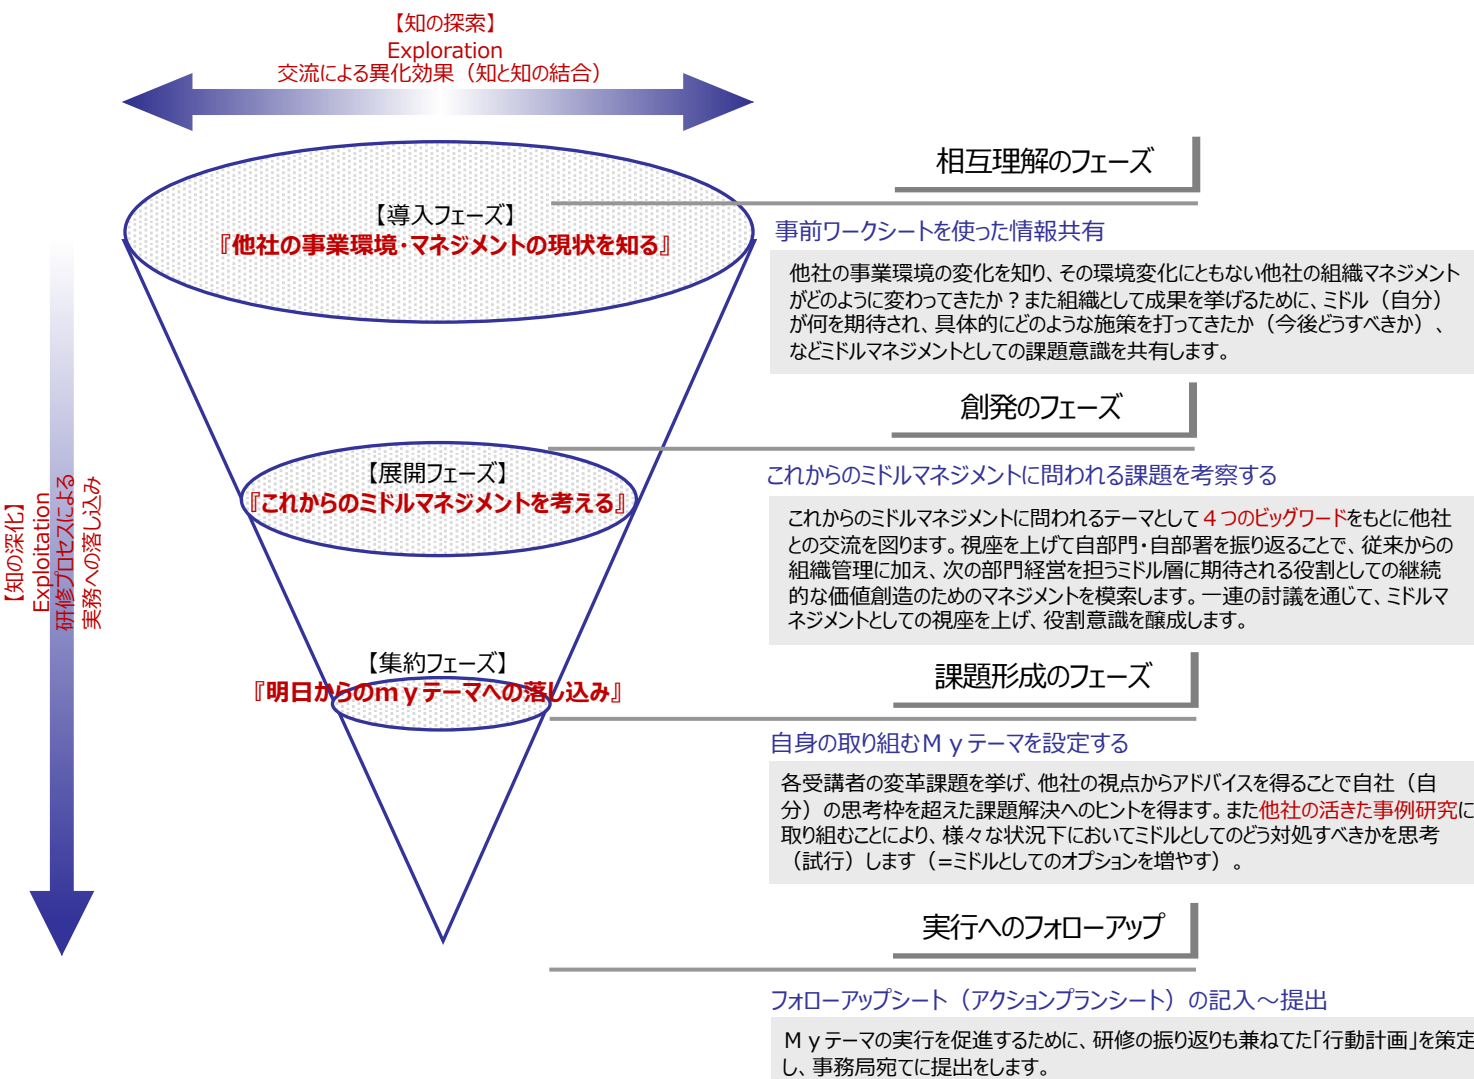 【知の探索】
Exploration
交流による異化効果（知と知の結合）
【導入フェーズ】
『他社の事業環境･マネジメントの現状を知る』
【展開フェーズ】
『これからのミドルマネジメントを考える』
【集約フェーズ】
『明日からのｍｙテーマへの落し込み』
【知の深化】
Exploitation
研修プロセスによる
実務への落し込み
相互理解のフェーズ
事前ワークシートを使った情報共有
他社の事業環境の変化を知り、その環境変化にともない他社の組織マネジメント
がどのように変わってきたか？また組織として成果を挙げるために、ミドル（自分）
が何を期待され、具体的にどのような施策を打ってきたか（今後どうすべきか）、
などミドルマネジメントとしての課題意識を共有します。
創発のフェーズ
これからのミドルマネジメントに問われる課題を考察する
これからのミドルマネジメントに問われるテーマとして４つのビッグワードをもとに他社
との交流を図ります。視座を上げて自部門・自部署を振り返ることで、従来からの
組織管理に加え、次の部門経営を担うミドル層に期待される役割としての継続
的な価値創造のためのマネジメントを模索します。一連の討議を通じて、ミドルマ
ネジメントとしての視座を上げ、役割意識を醸成します。
課題形成のフェーズ
自身の取り組むＭｙテーマを設定する
各受講者の変革課題を挙げ、他社の視点からアドバイスを得ることで自社（自
分）の思考枠を超えた課題解決へのヒントを得ます。また他社の活きた事例研究に
取り組むことにより、様々な状況下においてミドルとしてのどう対処すべきかを思考
（試行）します（=ミドルとしてのオプションを増やす）。
実行へのフォローアップ
フォローアップシート（アクションプランシート）の記入～提出
Ｍｙテーマの実行を促進するために、研修の振り返りも兼ねてた「行動計画」を策定
し、事務局宛てに提出をします。